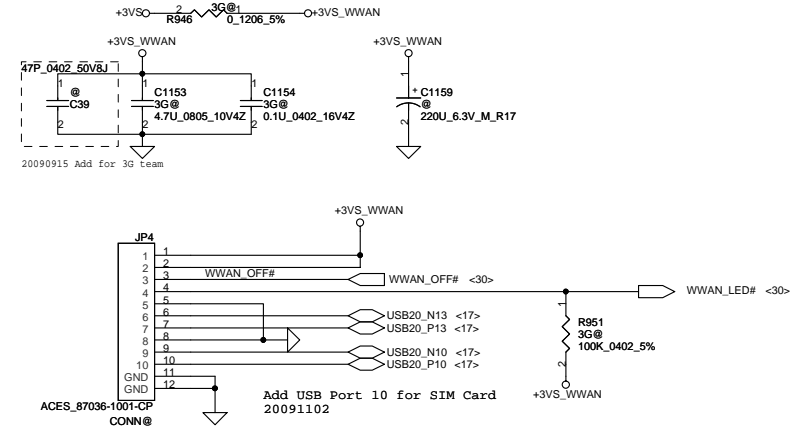 +3VS 2 3G@ 1 +3VS_WWAN
R946 0_1206_5%
+3VS_WWAN
+3VS_WWAN
47P_0402_50V8J
1
@
C39
2
1
C1153
3G@
4.7U_0805_10V4Z
2
1
C1154
3G@
0.1U_0402_16V4Z
2
1
+ C1159
@
220U_6.3V_M_R17
2
20090915 Add for 3G team
+3VS_WWAN
JP4
1 1
2 2
3 3 WWAN_OFF# WWAN_OFF# <30>
4 4 WWAN_LED# <30>
5 5
6 6 USB20_N13 <17>
7 7 USB20_P13 <17>
8 8
9 9 USB20_N10 <17>
10 10 USB20_P10 <17>
GND 11
GND 12
ACES_87036-1001-CP
CONN@
1
R951
3G@
100K_0402_5%
2
+3VS_WWAN
Add USB Port 10 for SIM Card
20091102